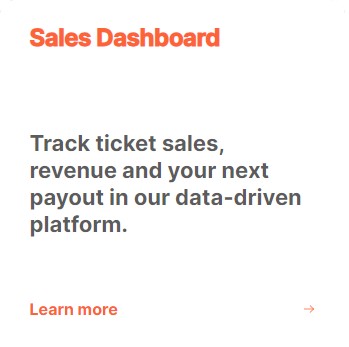 Sales Dashboard
Track ticket sales,
revenue and your next
payout in our data-driven
platform.
Learn more